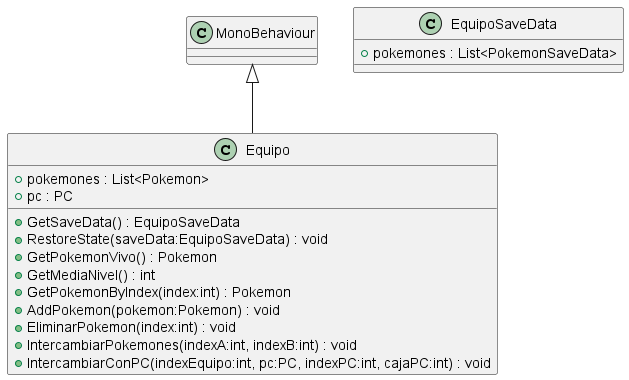 C MonoBehaviour
C EquipoSaveData
pokemones : List<PokemonSaveData>
C Equipo
pokemones : List<Pokemon>
pc : PC
GetSaveData() : EquipoSaveData
RestoreState(saveData:EquipoSaveData) : void
GetPokemonVivo() : Pokemon
GetMediaNivel() : int
GetPokemonByIndex(index:int) : Pokemon
AddPokemon(pokemon:Pokemon) : void
EliminarPokemon(index:int) : void
IntercambiarPokemones(indexA:int, indexB:int) : void
IntercambiarConPC(indexEquipo:int, pc:PC, indexPC:int, cajaPC:int) : void